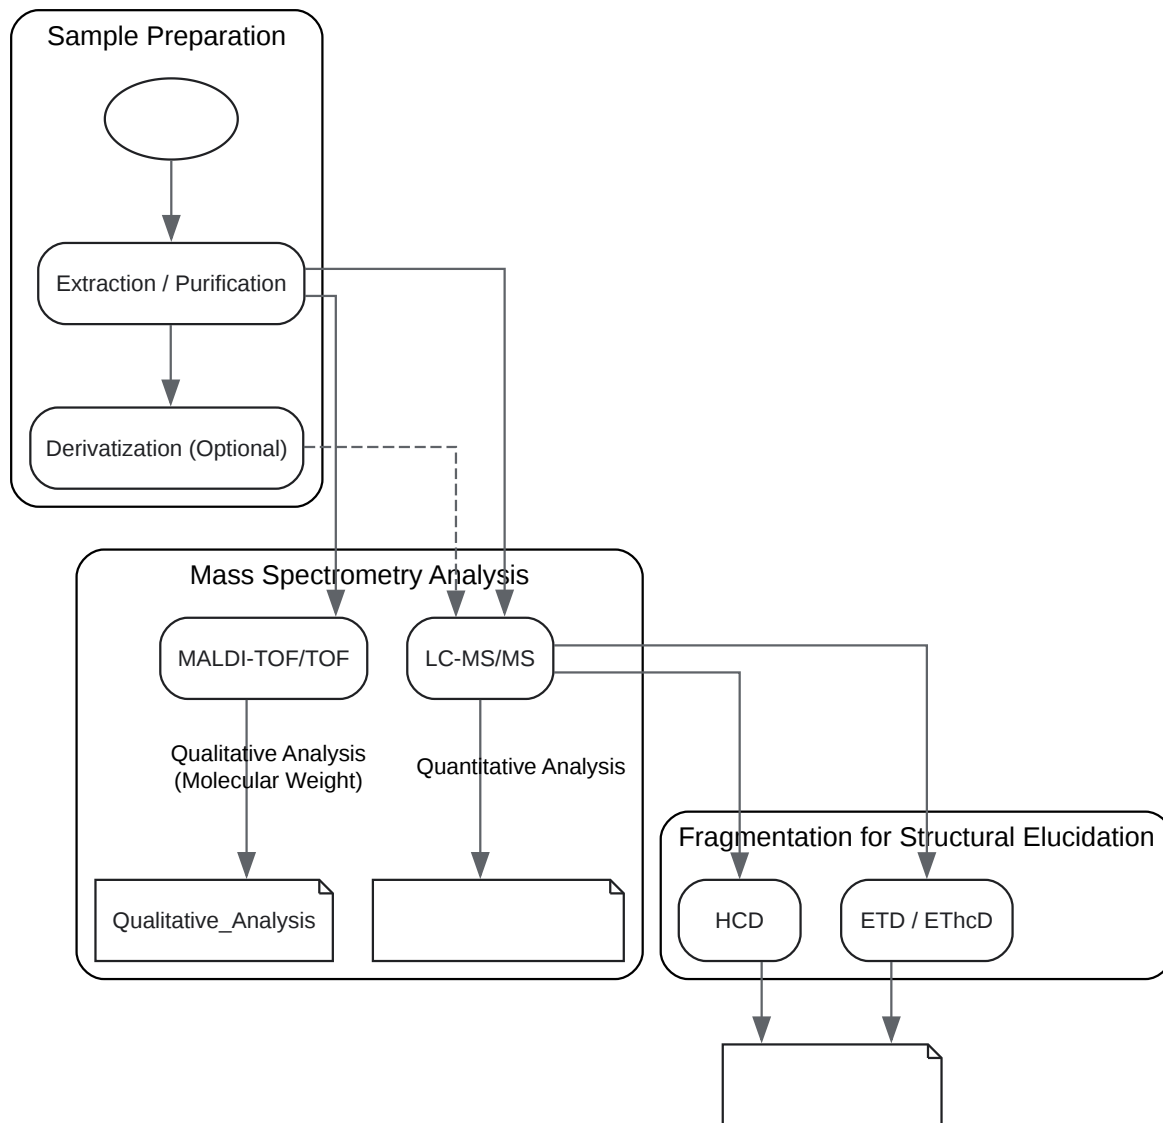 Sample Preparation
Extraction / Purification
Derivatization (Optional)
Mass Spectrometry Analysis
MALDI-TOF/TOF
LC-MS/MS
Qualitative Analysis
(Molecular Weight)
Quantitative Analysis
Fragmentation for Structural Elucidation
Qualitative_Analysis
HCD
ETD / EThcD